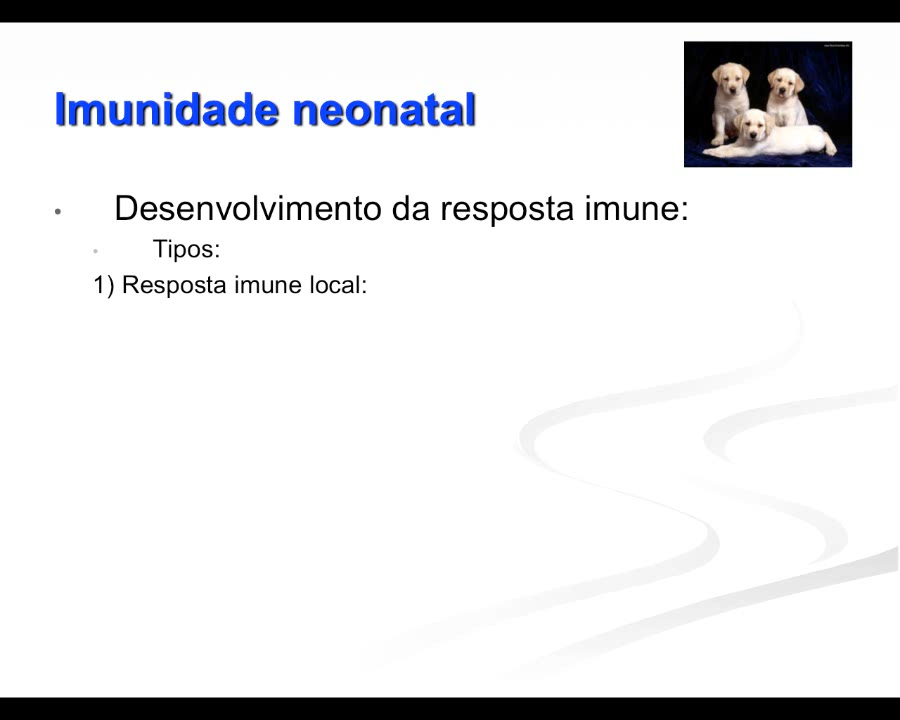 Imunidade neonatal
• Desenvolvimento da resposta imune:
• Tipos:
1) Resposta imune local: